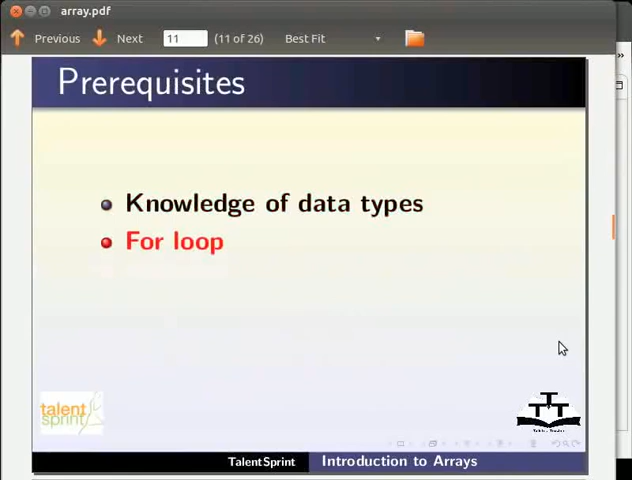 array.pdf
Previous Next 11 (11 of 26) Best Fit
Prerequisites
Knowledge of data types
For loop
talent
sprint
TTT
TalentSprint Introduction to Arrays